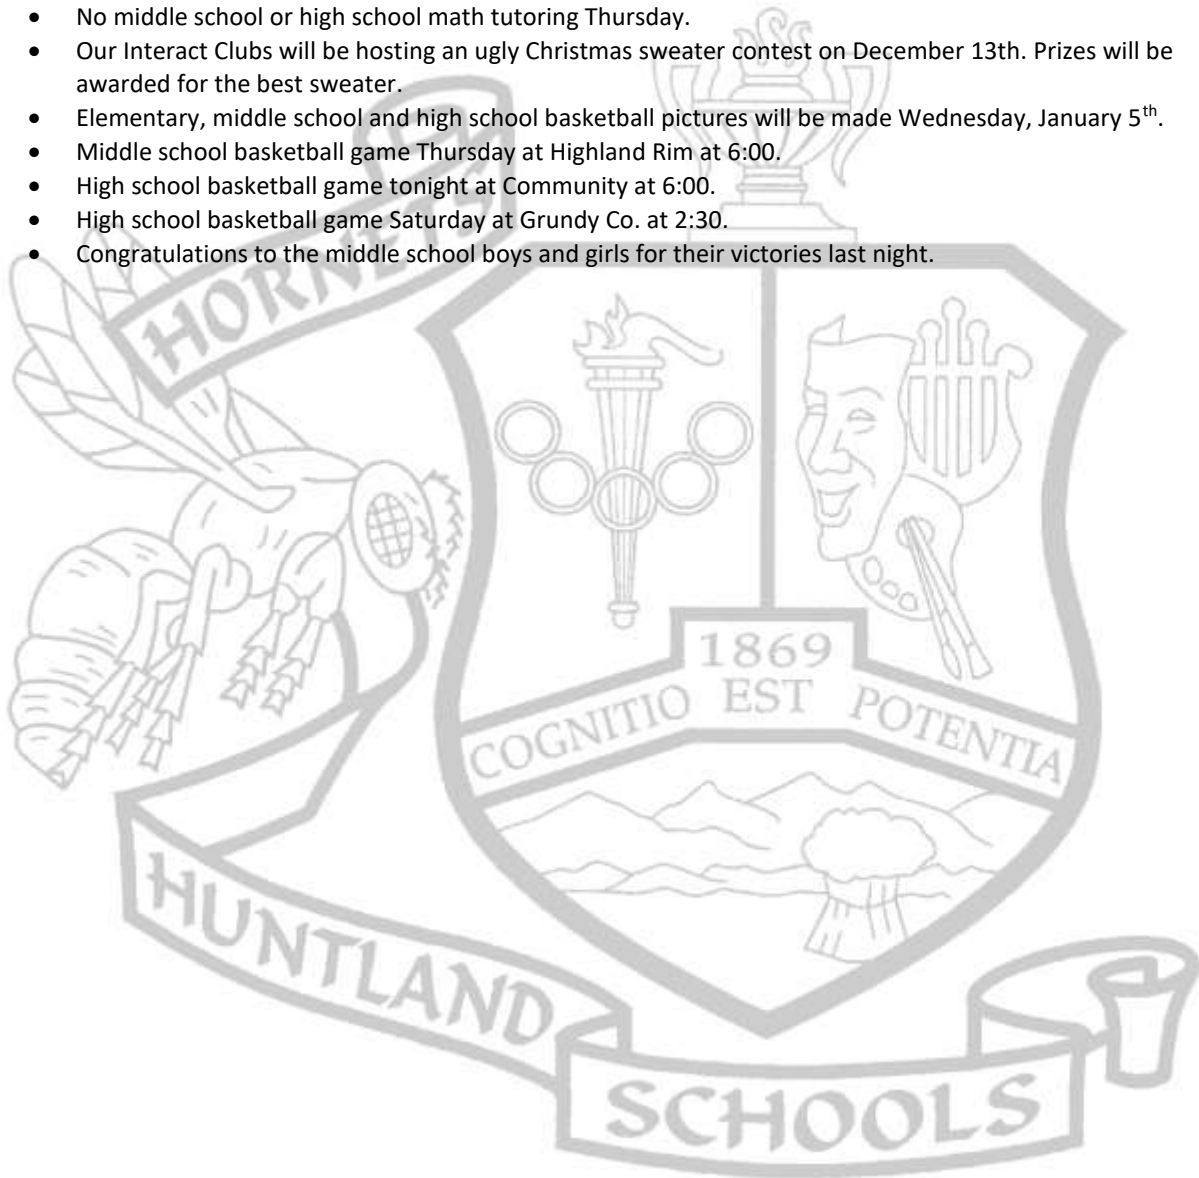 • No middle school or high school math tutoring Thursday.
• Our Interact Clubs will be hosting an ugly Christmas sweater contest on December 13th. Prizes will be
awarded for the best sweater.
• Elementary, middle school and high school basketball pictures will be made Wednesday, January 5th.
• Middle school basketball game Thursday at Highland Rim at 6:00.
• High school basketball game tonight at Community at 6:00.
• High school basketball game Saturday at Grundy Co. at 2:30.
• Congratulations to the middle school boys and girls for their victories last night.
HORNETS
1869
COGNITIO EST POTENTIA
HUNTLAND
SCHOOLS